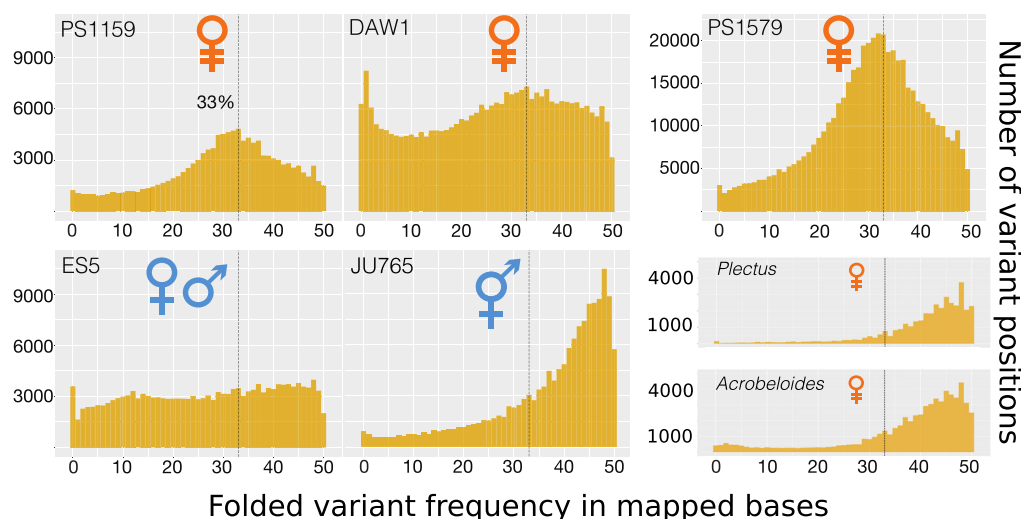 PS1159
DAW1
PS1579
33%
9000
6000
3000
0 10 20 30 40 50
0 10 20 30 40 50
20000
15000
10000
5000
0 10 20 30 40 50
ES5
JU765
9000
6000
3000
0 10 20 30 40 50
0 10 20 30 40 50
Plectus
4000
1000
Acrobeloides
4000
1000
0 10 20 30 40 50
Number of variant positions
Folded variant frequency in mapped bases